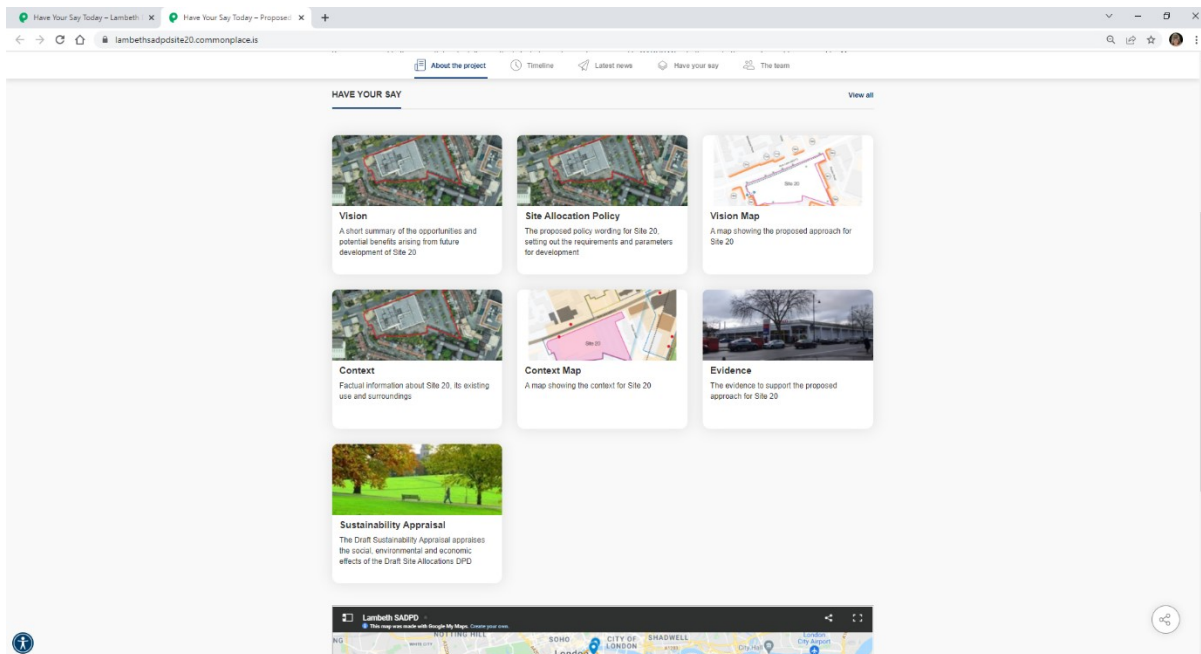 Have Your Say Today – Lambeth
Have Your Say Today – Proposed
lambethsadpdsite20.commonplace.is
About the project
Timeline
Latest news
Have your say
The team
HAVE YOUR SAY
View all
Site 20
Vision
A short summary of the opportunities and
potential benefits arising from future
development of Site 20
Site Allocation Policy
The proposed policy wording for Site 20,
setting out the requirements and parameters
for development
Vision Map
A map showing the proposed approach for
Site 20
Site 20
Context
Factual information about Site 20, its existing
use and surroundings
Context Map
A map showing the context for Site 20
Evidence
The evidence to support the proposed
approach for Site 20
Sustainability Appraisal
The Draft Sustainability Appraisal appraises
the social, environmental and economic
effects of the Draft Site Allocations DPD
Lambeth SADPD
This map was made with Google My Maps. Create your own.
NOTTING HILL
SOHO
CITY OF
LONDON
SHADWELL
London
City Hall
London
City Airport